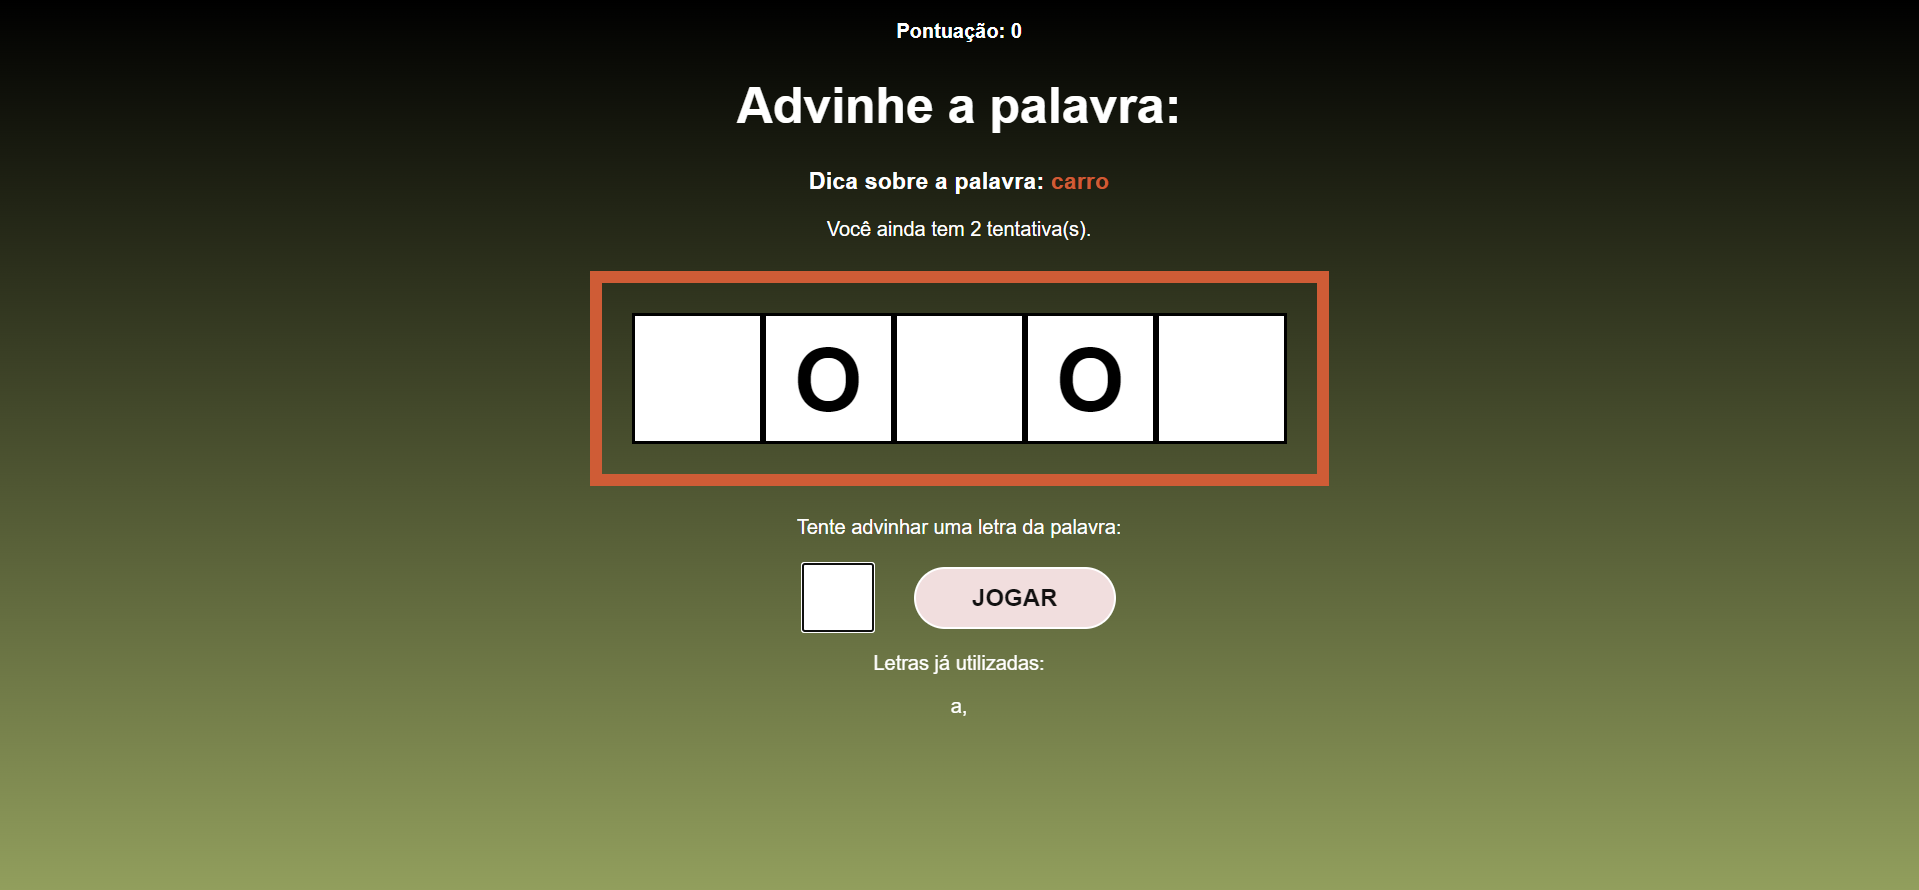 Pontuação: 0
Advinhe a palavra:
Dica sobre a palavra: carro
Você ainda tem 2 tentativa(s).
O O
Tente advinhar uma letra da palavra:
JOGAR
Letras já utilizadas:
a,